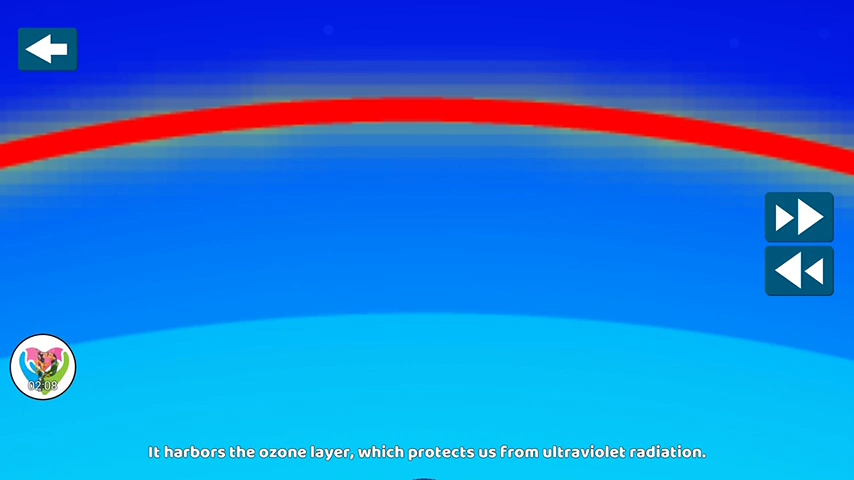 02:08
It harbors the ozone layer, which protects us from ultraviolet radiation.